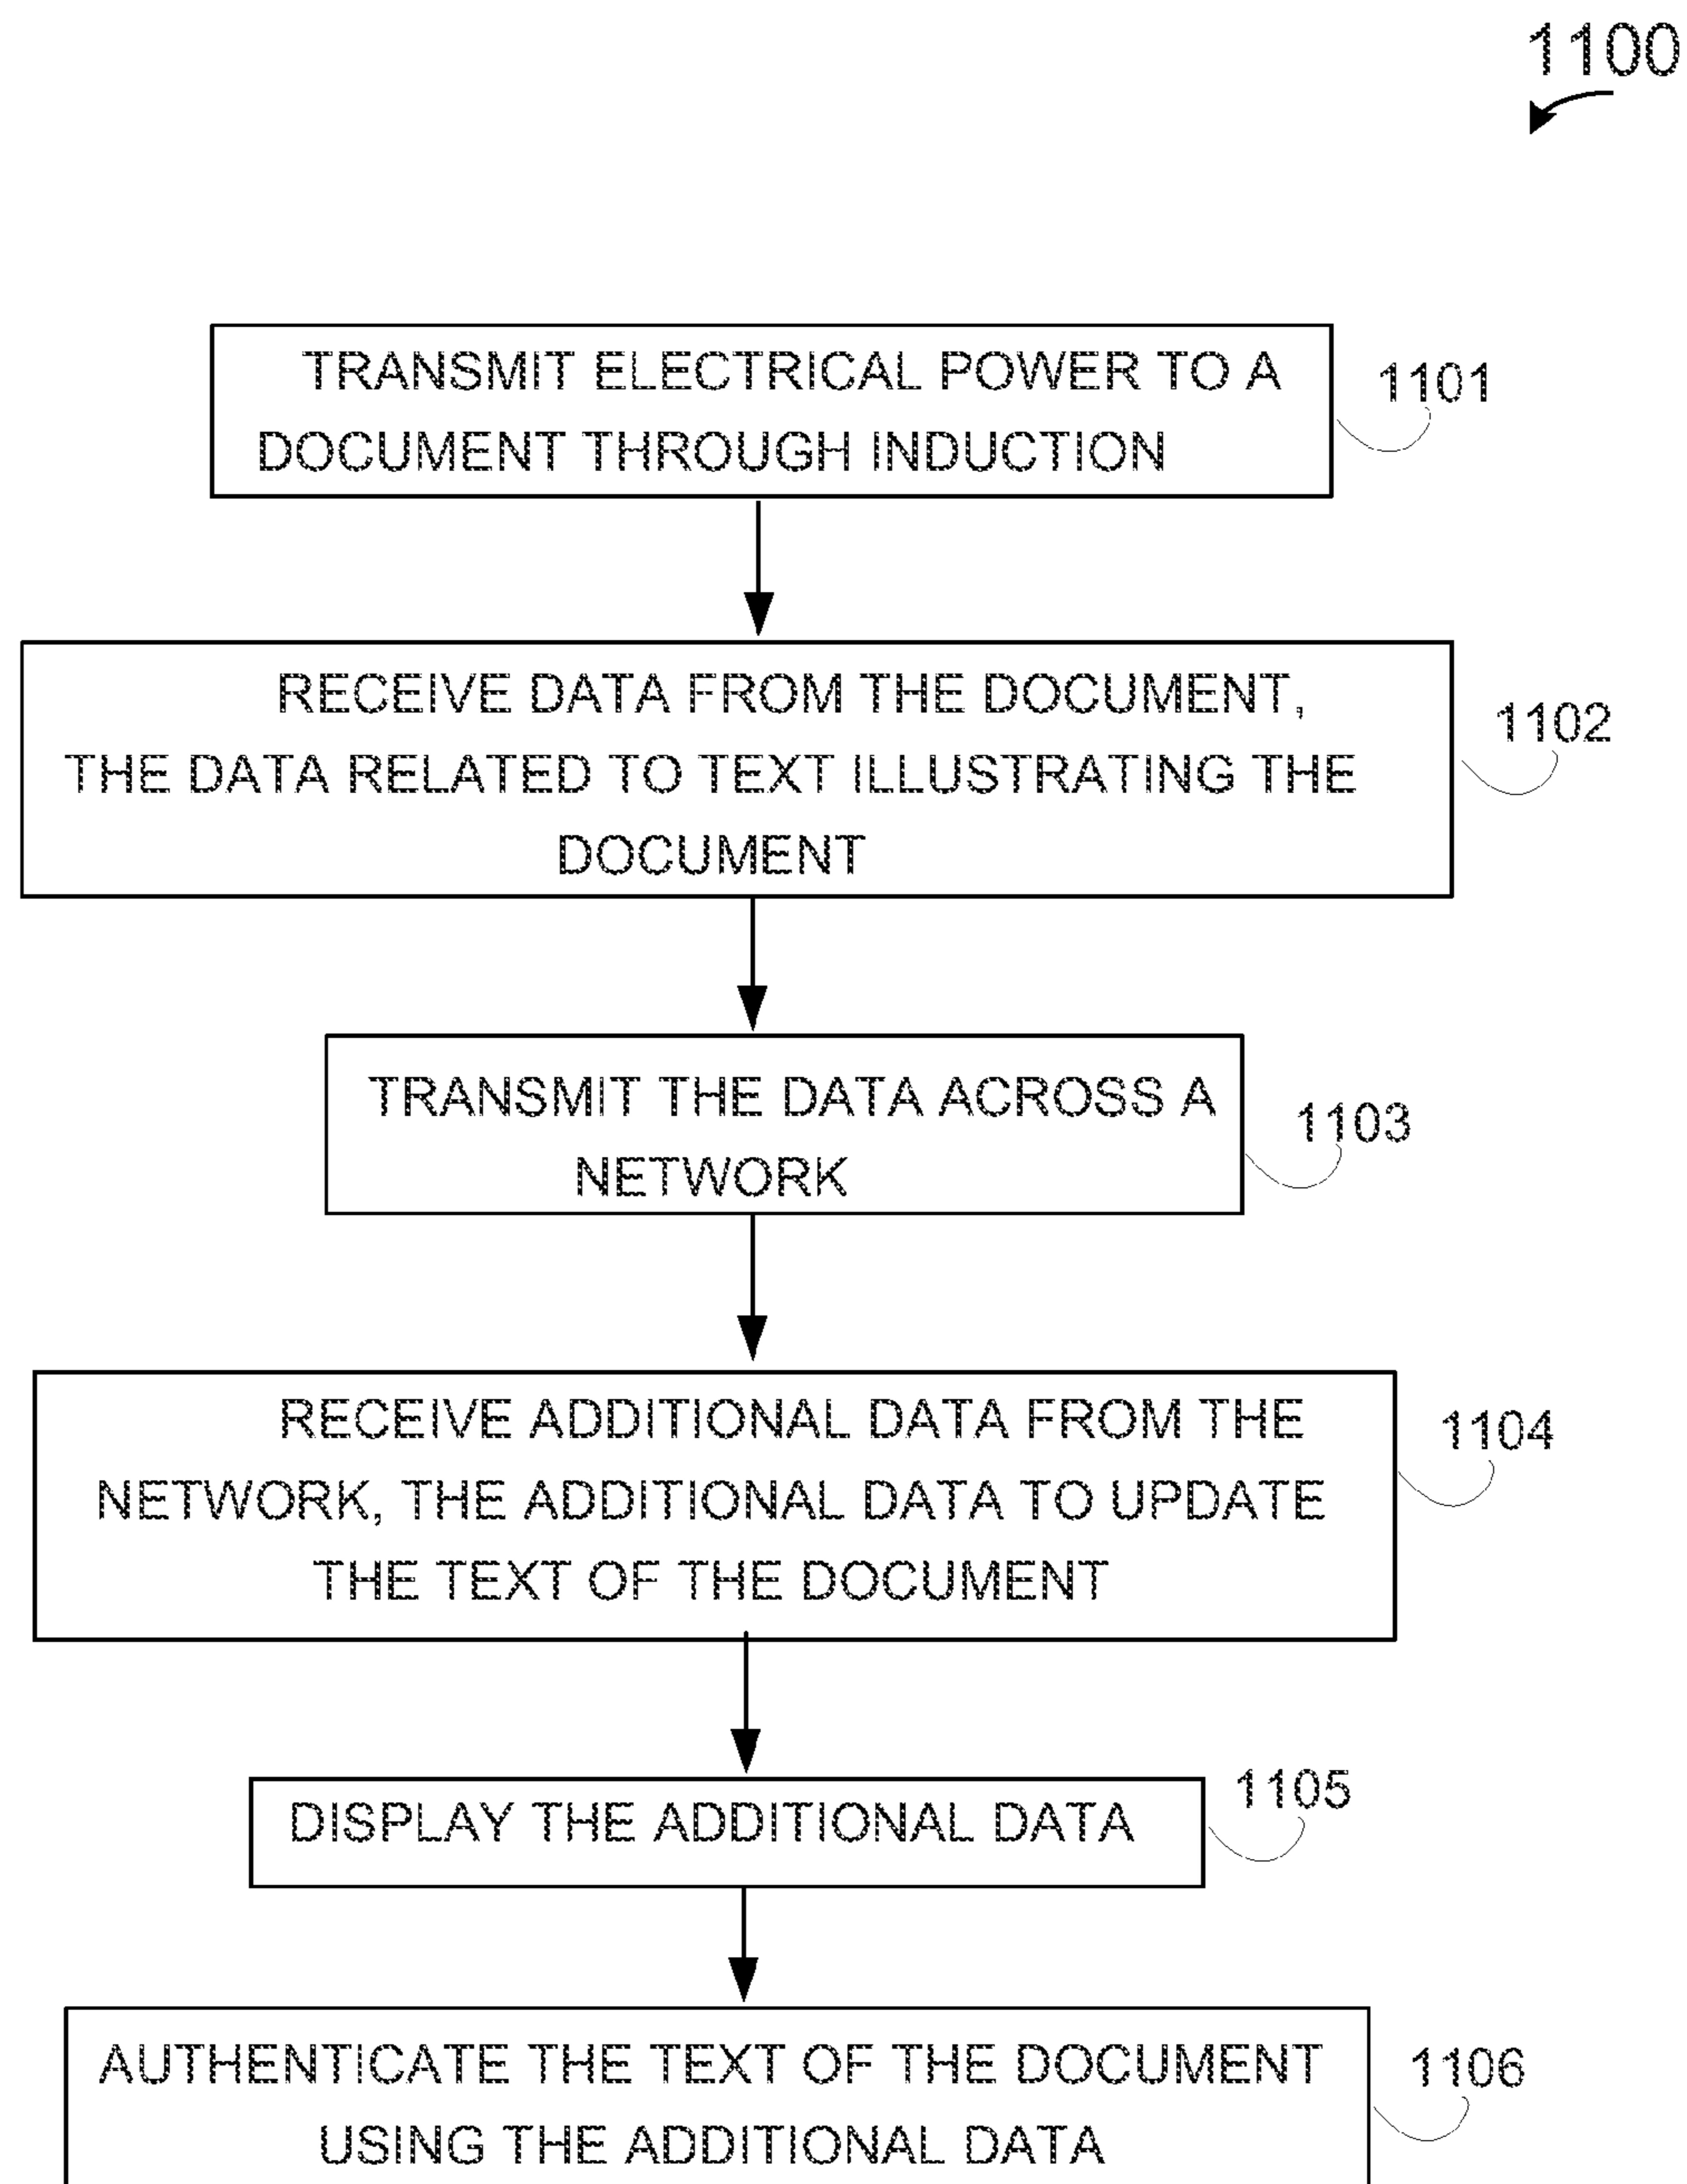 1100
TRANSMIT ELECTRICAL POWER TO A
DOCUMENT THROUGH INDUCTION
1101
RECEIVE DATA FROM THE DOCUMENT,
THE DATA RELATED TO TEXT ILLUSTRATING THE
DOCUMENT
1102
TRANSMIT THE DATA ACROSS A
NETWORK
1103
RECEIVE ADDITIONAL DATA FROM THE
NETWORK, THE ADDITIONAL DATA TO UPDATE
THE TEXT OF THE DOCUMENT
1104
DISPLAY THE ADDITIONAL DATA
1105
AUTHENTICATE THE TEXT OF THE DOCUMENT
USING THE ADDITIONAL DATA
1106